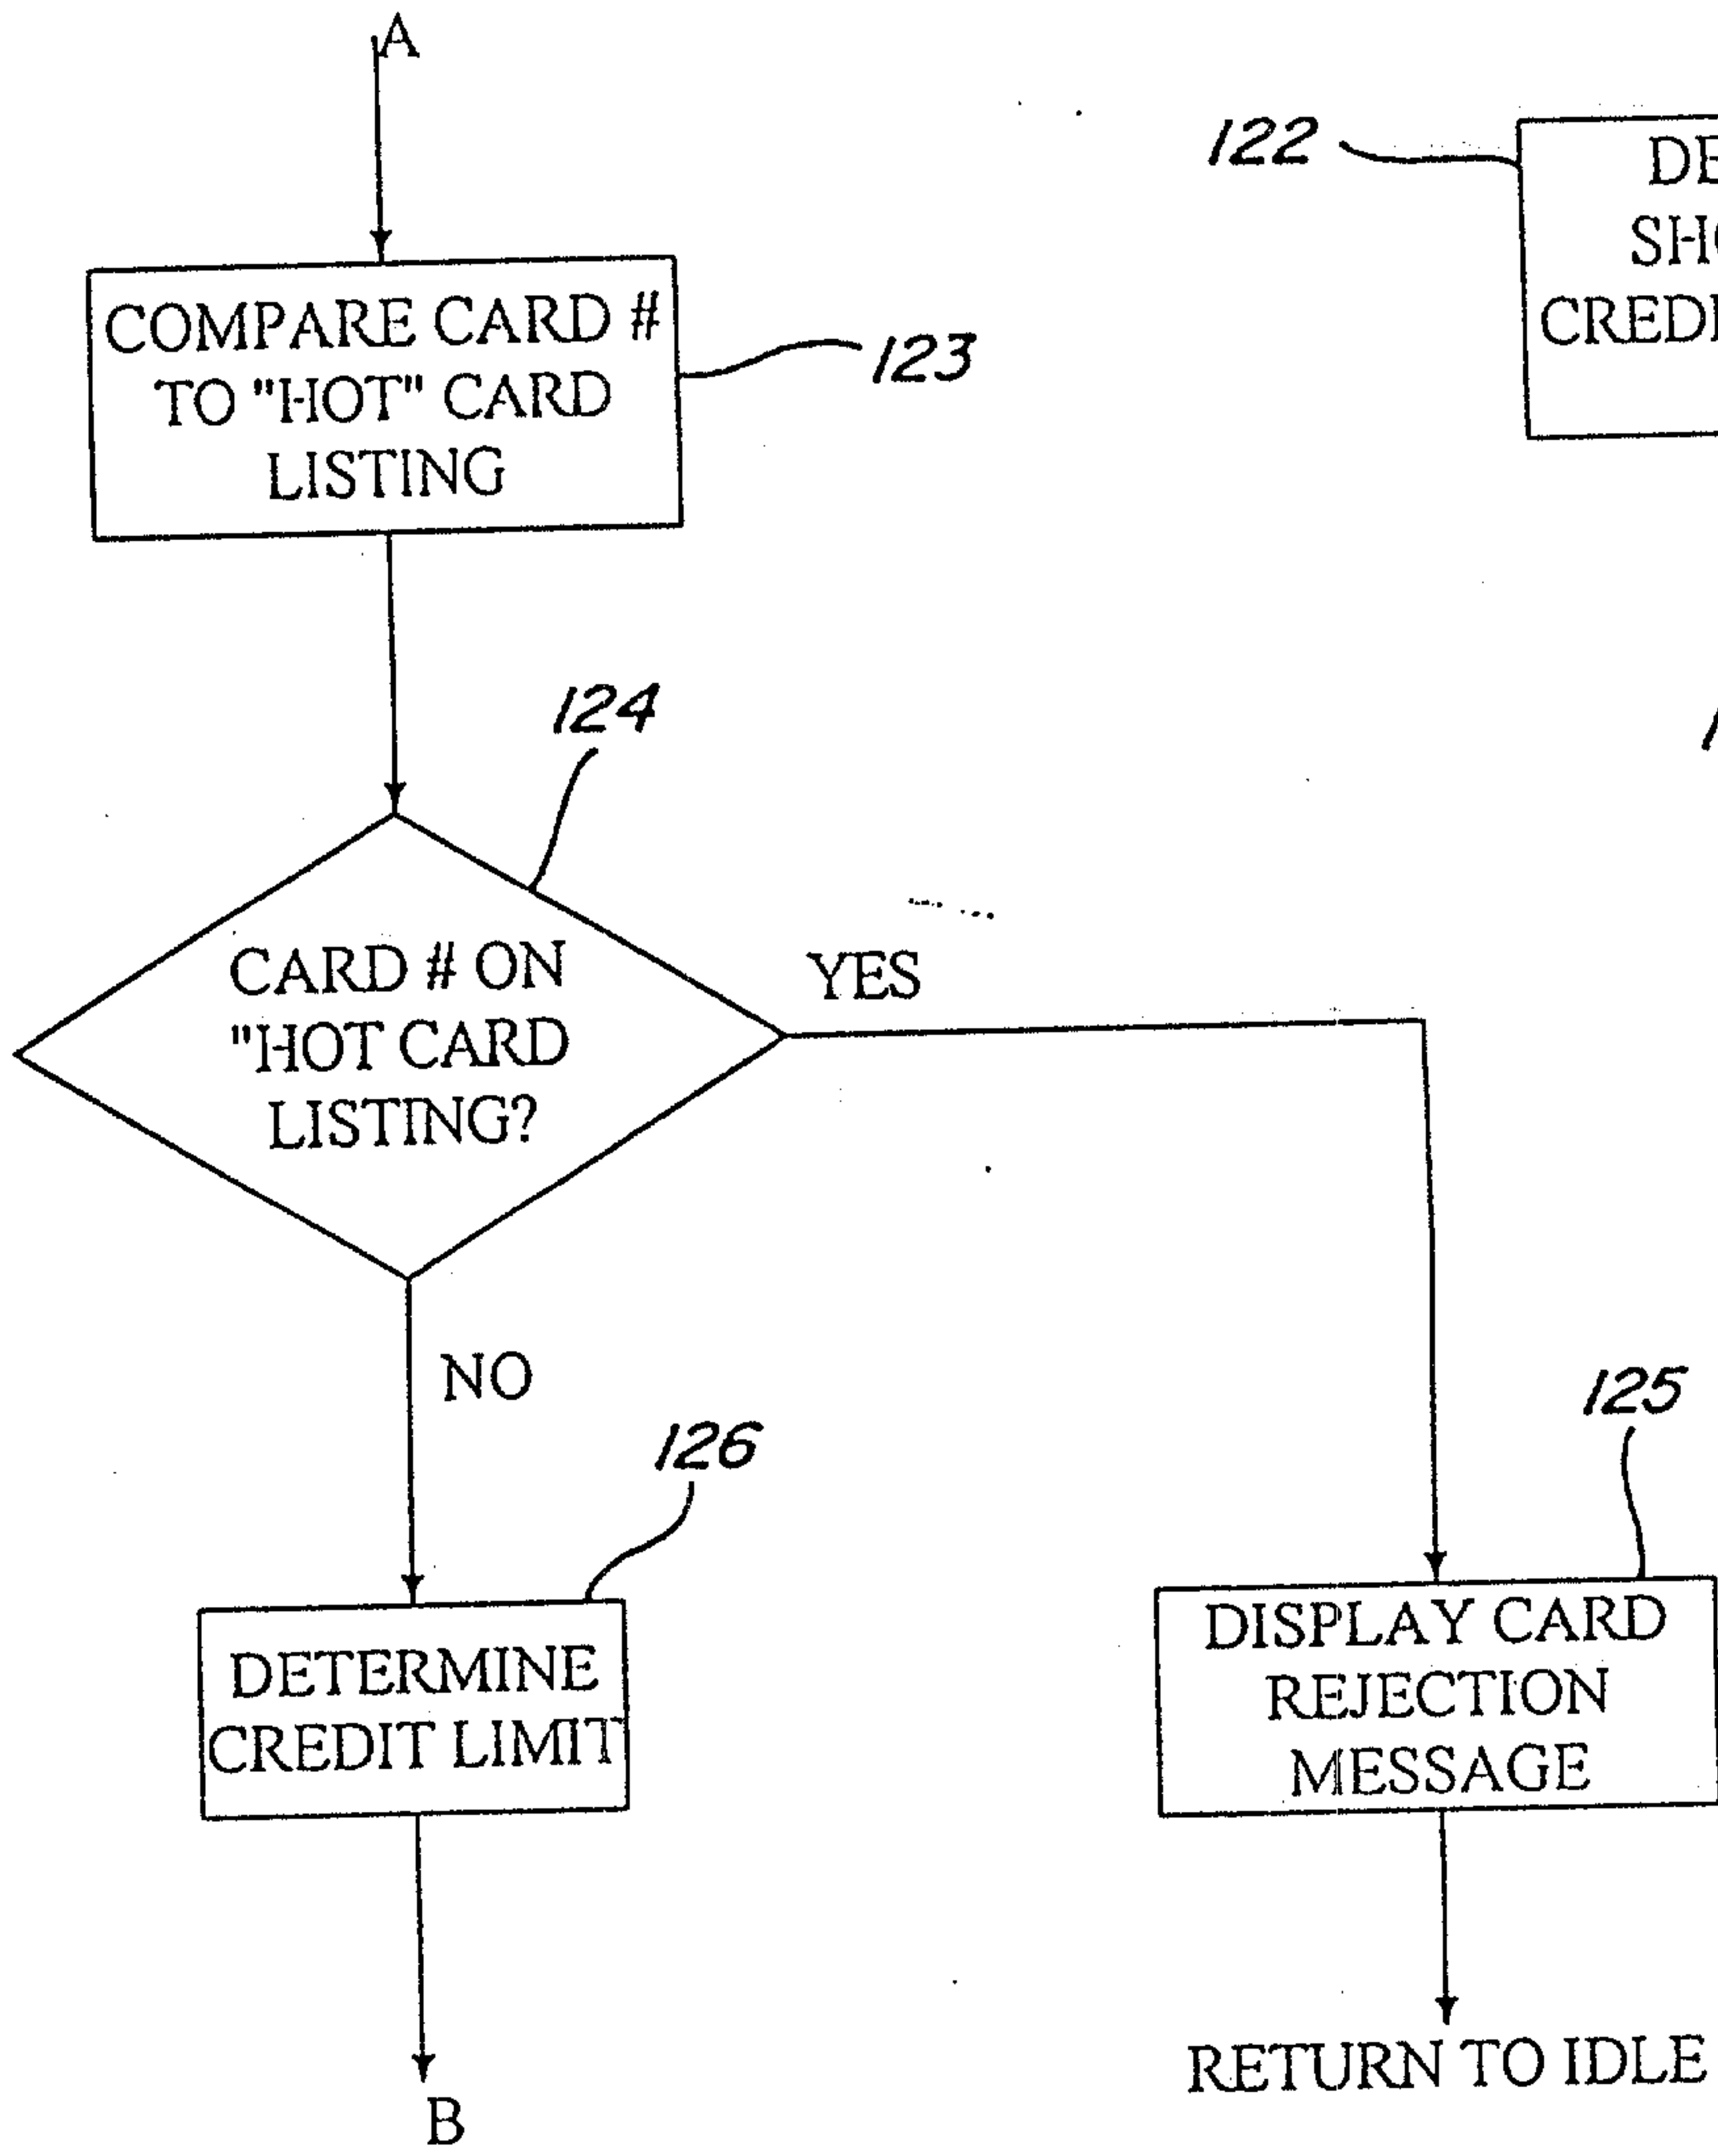 A
COMPARE CARD #
TO "HOT" CARD
LISTING
123
124
CARD # ON
"HOT CARD
LISTING?
YES
NO
126
DETERMINE
CREDIT LIMIT
B
122
125
DISPLAY CARD
REJECTION
MESSAGE
RETURN TO IDLE